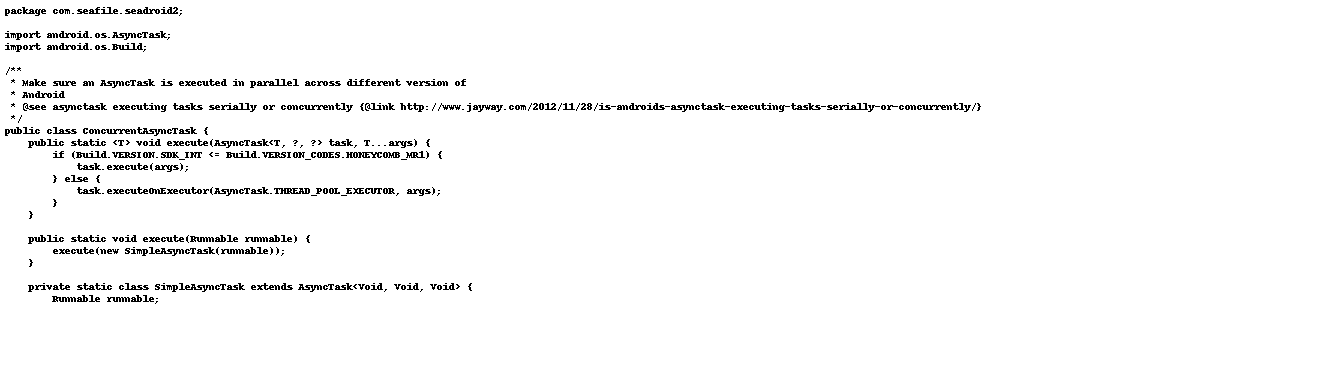 package com.seafile.seadroid2;

import android.os.AsyncTask;
import android.os.Build;

/**
 * Make sure an AsyncTask is executed in parallel across different version of
 * Android
 * @see asynctask executing tasks serially or concurrently {@link http://www.jayway.com/2012/11/28/is-androids-asynctask-executing-tasks-serially-or-concurrently/}
 */
public class ConcurrentAsyncTask {
    public static <T> void execute(AsyncTask<T, ?, ?> task, T...args) {
        if (Build.VERSION.SDK_INT <= Build.VERSION_CODES.HONEYCOMB_MR1) {
            task.execute(args);
        } else {
            task.executeOnExecutor(AsyncTask.THREAD_POOL_EXECUTOR, args);
        }
    }

    public static void execute(Runnable runnable) {
        execute(new SimpleAsyncTask(runnable));
    }

    private static class SimpleAsyncTask extends AsyncTask<Void, Void, Void> {
        Runnable runnable;